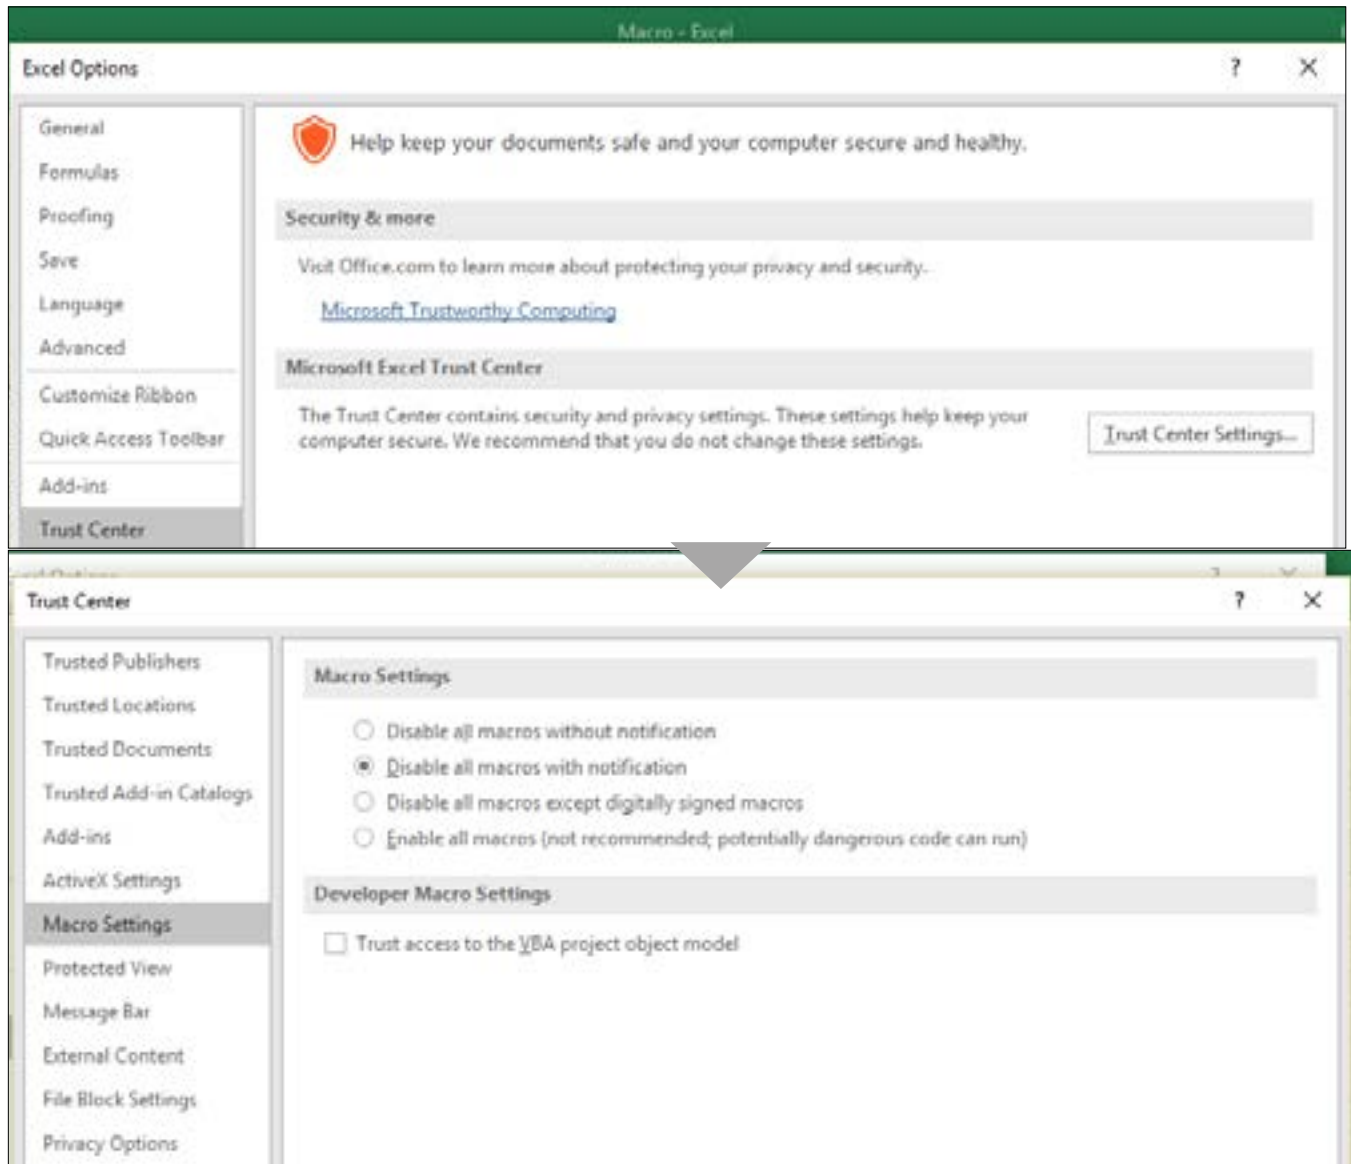 Macro - Excel
Excel Options
?
General
Formulas
Proofing
Save
Language
Advanced
Customize Ribbon
Quick Access Toolbar
Add-ins
Trust Center
Help keep your documents safe and your computer secure and healthy.
Security & more
Visit Office.com to learn more about protecting your privacy and security.
Microsoft Trustworthy Computing
Microsoft Excel Trust Center
The Trust Center contains security and privacy settings. These settings help keep your
computer secure. We recommend that you do not change these settings.
Trust Center Settings...
Trust Center
?
Trusted Publishers
Trusted Locations
Trusted Documents
Trusted Add-in Catalogs
Add-ins
ActiveX Settings
Macro Settings
Protected View
Message Bar
External Content
File Block Settings
Privacy Options
Macro Settings
Disable all macros without notification
Disable all macros with notification
Disable all macros except digitally signed macros
Enable all macros (not recommended; potentially dangerous code can run)
Developer Macro Settings
Trust access to the VBA project object model